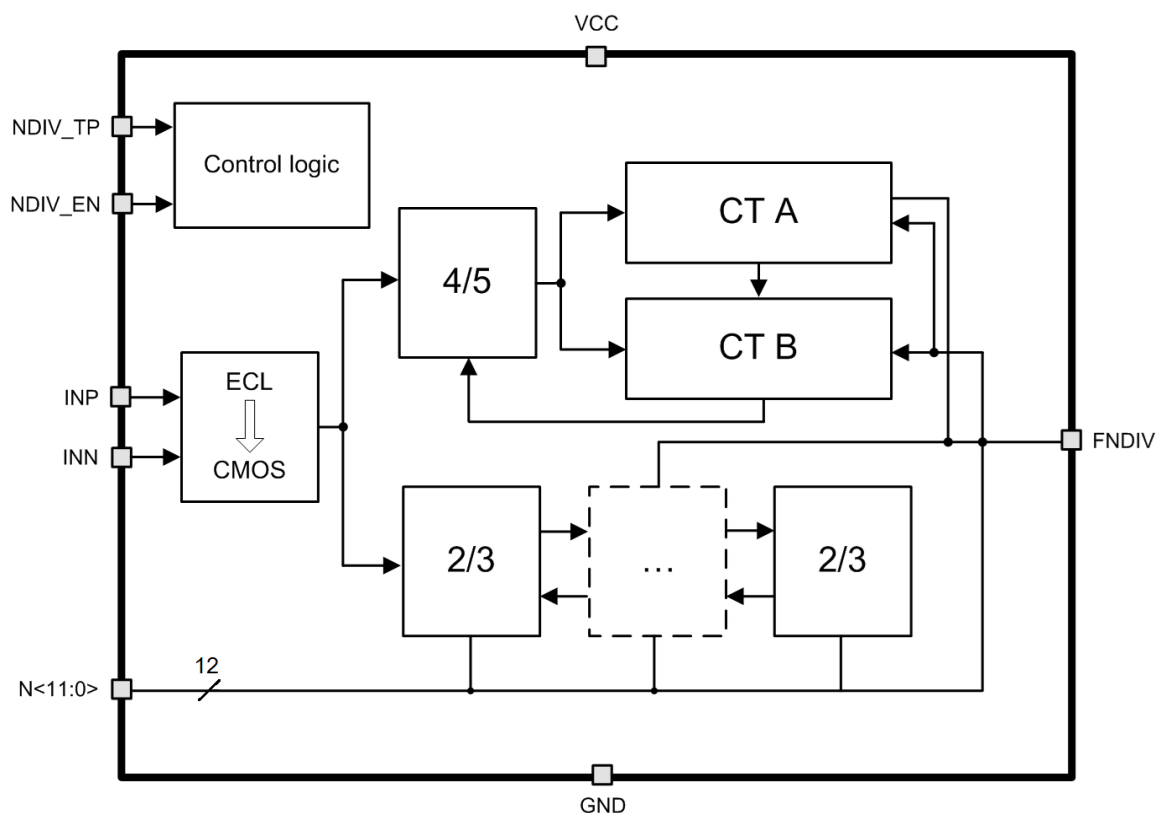 VCC
NDIV_TP
Control logic
NDIV_EN
CT A
4/5
CT B
INP
ECL
CMOS
INN
FNDIV
2/3
...
2/3
12
N<11:0>
GND